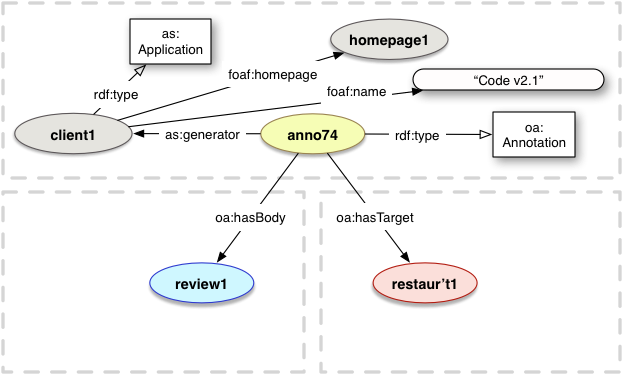 as:
Application
homepage1
foaf:homepage
“Code v2.1”
rdf:type
foaf:name
client1
as:generator
anno74
rdf:type
oa:
Annotation
oa:hasBody
oa:hasTarget
review1
restaur’t1